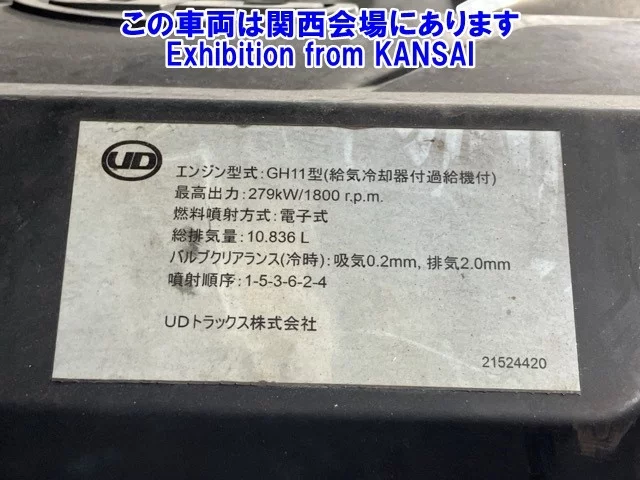 この車両は関西会場にあります
Exhibition from KANSAI
UD
エンジン型式:GH11型(給気冷却器付過給機付)
最高出力:279kW/1800 r.p.m.
燃料噴射方式:電子式
総排気量:10.836 L
バルブクリアランス(冷時):吸気0.2mm, 排気2.0mm
噴射順序:1-5-3-6-2-4
UDトラックス株式会社
21524420